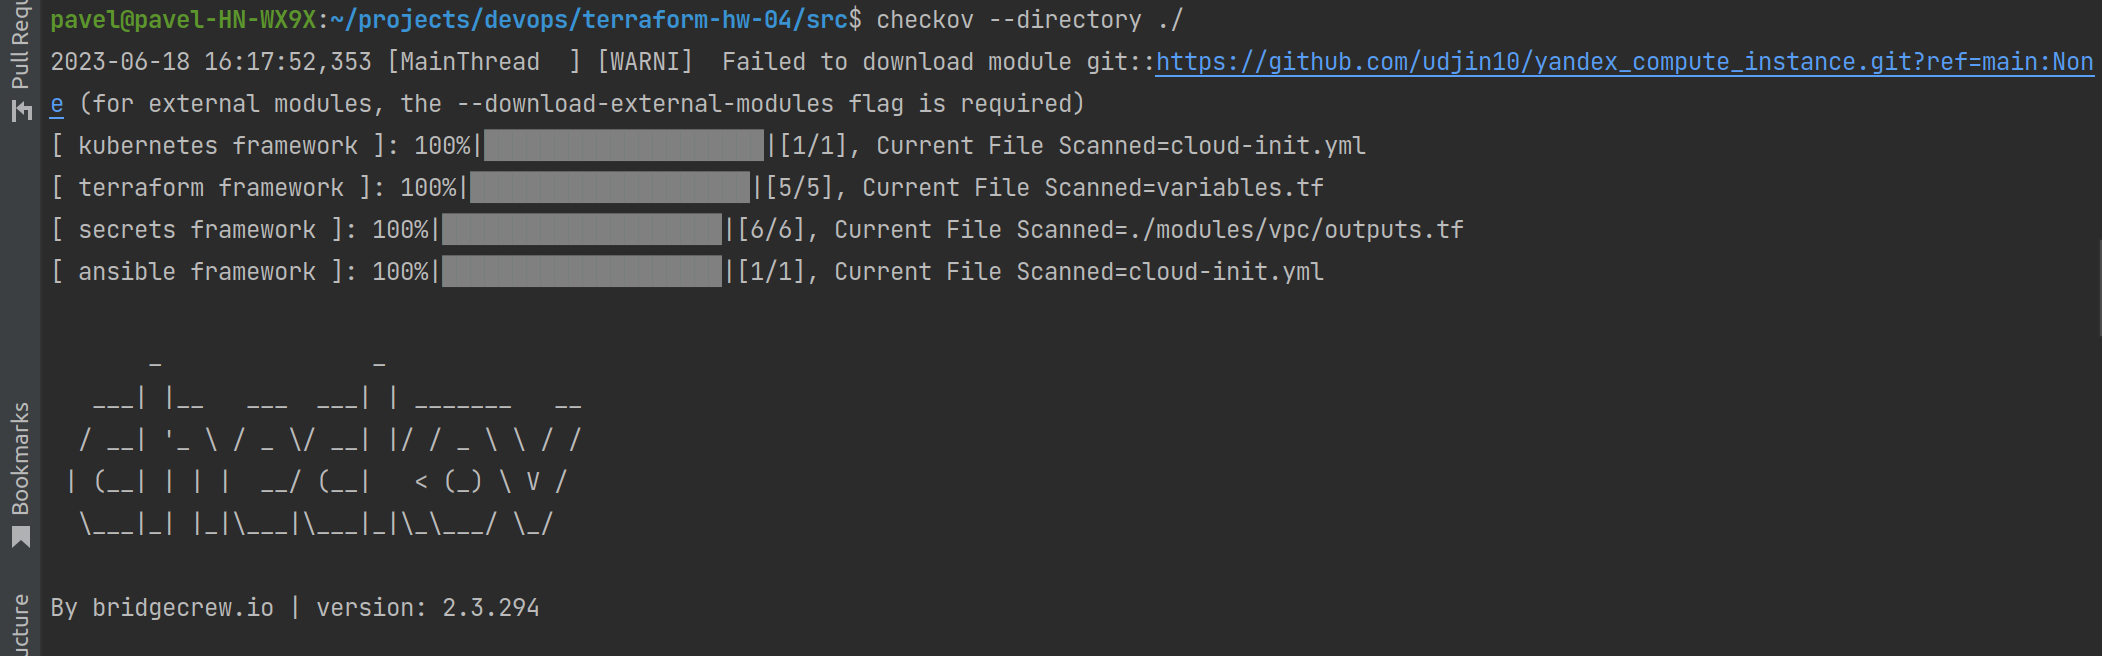 Pull Requ
Bookmarks
ucture
pavel@pavel-HN-WX9X:~/projects/devops/terraform-hw-04/src$ checkov --directory ./
2023-06-18 16:17:52,353 [MainThread  ] [WARNI]  Failed to download module git::https://github.com/udjin10/yandex_compute_instance.git?ref=main:Non
e (for external modules, the --download-external-modules flag is required)
[ kubernetes framework ]: 100%|████████████████████|[1/1], Current File Scanned=cloud-init.yml
[ terraform framework ]: 100%|████████████████████|[5/5], Current File Scanned=variables.tf
[ secrets framework ]: 100%|████████████████████|[6/6], Current File Scanned=./modules/vpc/outputs.tf
[ ansible framework ]: 100%|████████████████████|[1/1], Current File Scanned=cloud-init.yml
       _               _
   ___| |__   ___  ___| | _______   __
  / __| '_ \ / _ \/ __| |/ / _ \ \ / /
 | (__| | | |  __/ (__|   < (_) \ V /
  \___|_| |_|\___|\___|_|\_\___/ \_/
By bridgecrew.io | version: 2.3.294